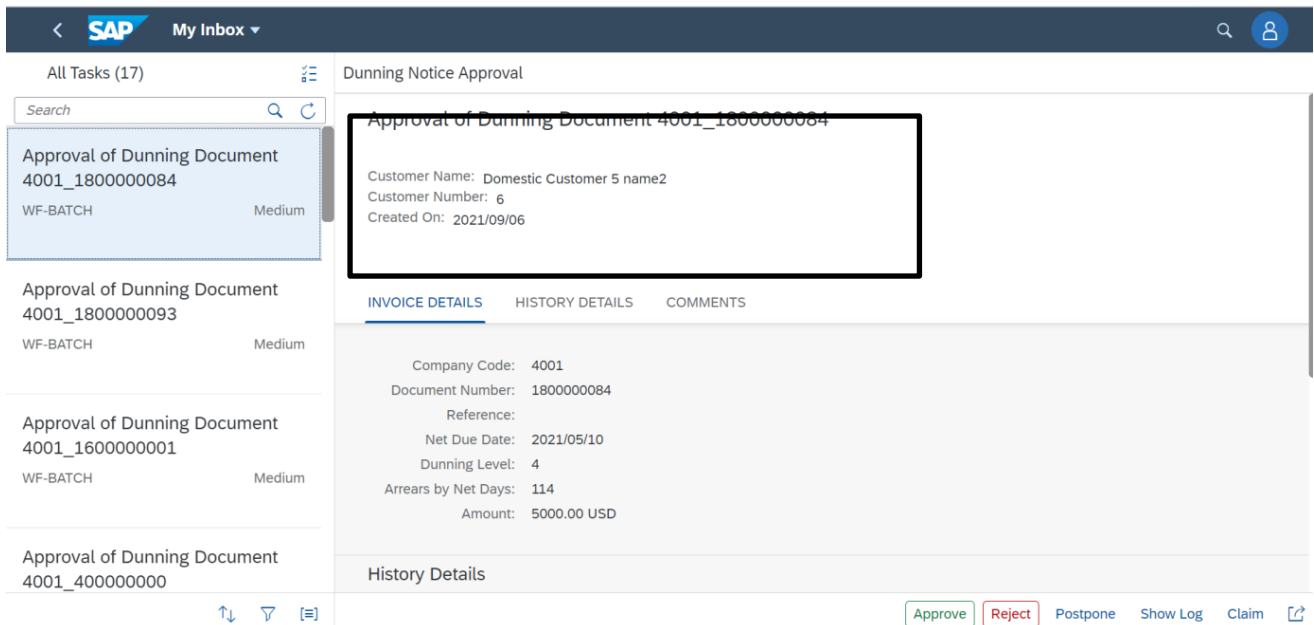 SAP My Inbox
All Tasks (17)
Search
Approval of Dunning Document
4001_1800000084
WF-BATCH Medium
Approval of Dunning Document
4001_1800000093
WF-BATCH Medium
Approval of Dunning Document
4001_1600000001
WF-BATCH Medium
Approval of Dunning Document
4001_400000000
Dunning Notice Approval
Approval of Dunning Document 4001_1800000084
Customer Name: Domestic Customer 5 name2
Customer Number: 6
Created On: 2021/09/06
INVOICE DETAILS HISTORY DETAILS COMMENTS
Company Code: 4001
Document Number: 1800000084
Reference:
Net Due Date: 2021/05/10
Dunning Level: 4
Arrears by Net Days: 114
Amount: 5000.00 USD
History Details
Approve Reject Postpone Show Log Claim